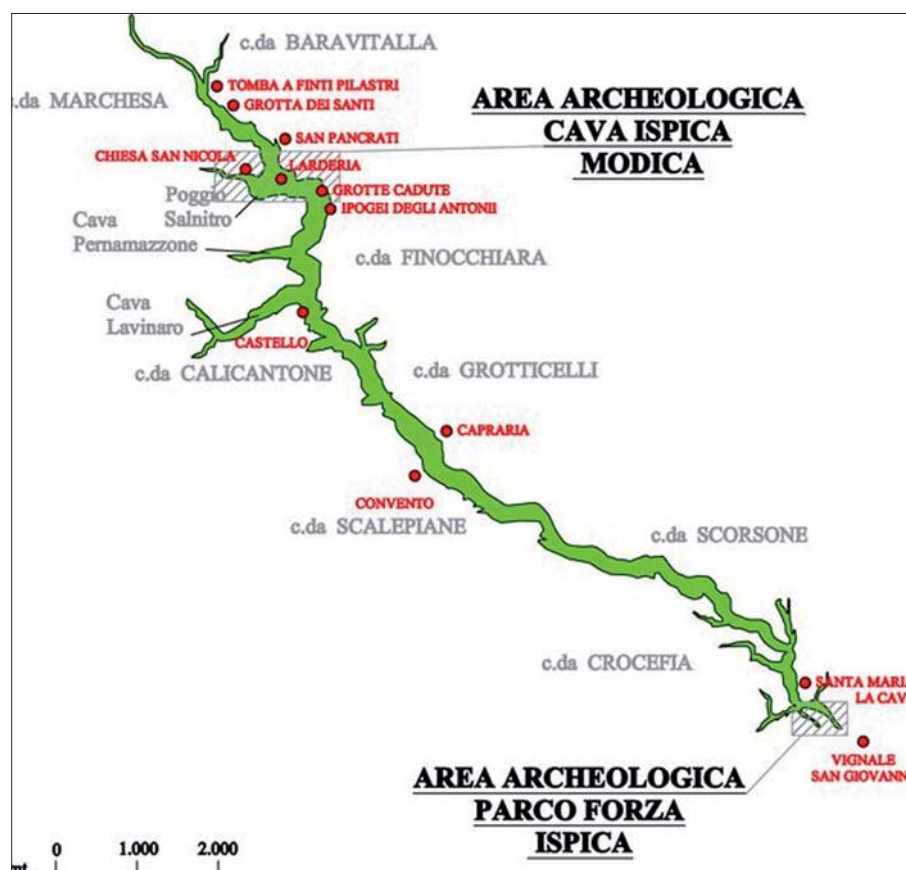 c.da BARAVITALLA
TOMBA A FINTI PILASTRI
c.da MARCHESA
GROTTA DEI SANTI
AREA ARCHEOLOGICA
CAVA ISPICA
MODICA
SAN PANCRATI
CHIESA SAN NICOLA
LARDERIA
GROTTE CADUTE
Poggio
Salnitro
IPOGEI DEGLI ANTONII
Cava
Pernamazzone
c.da FINOCCHIARA
Cava
Lavinaro
CASTELLO
c.da CALICANTONE
c.da GROTTICELLI
CAPRARIA
CONVENTO
c.da SCALEPIANE
c.da SCORSONE
c.da CROCEFIA
SANTA MARI
LA CAV
VIGNALE
SAN GIOVANN
AREA ARCHEOLOGICA
PARCO FORZA
ISPICA
0 1.000 2.000
mt